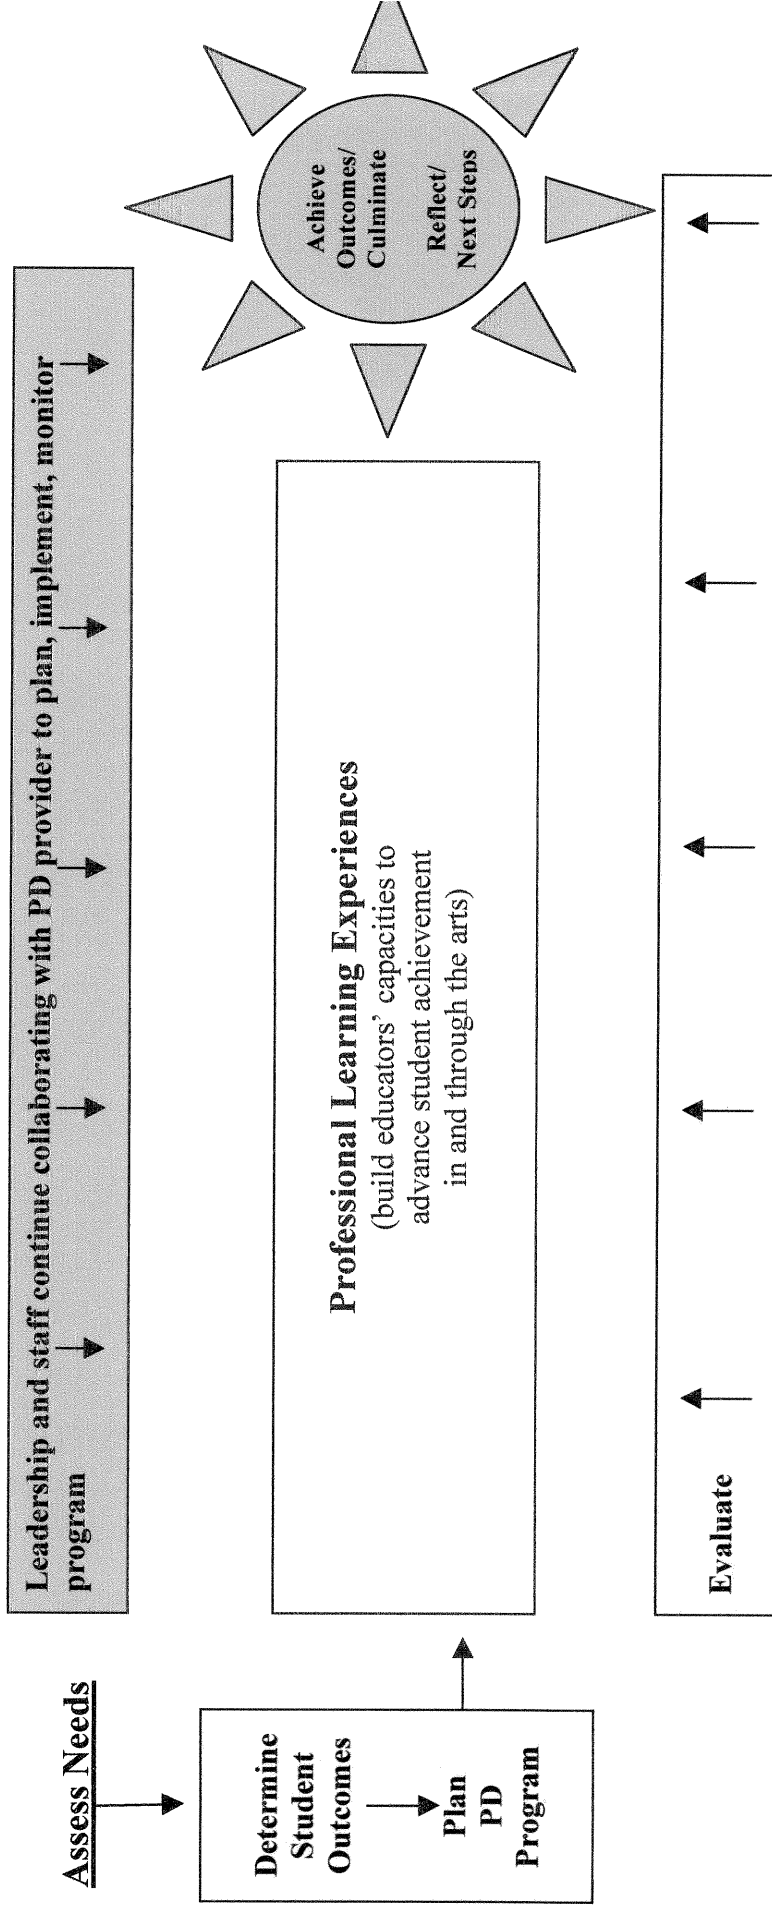 Assess Needs
Determine
Student
Outcomes
Plan
PD
Program
Leadership and staff continue collaborating with PD provider to plan, implement, monitor
program
Professional Learning Experiences
(build educators’ capacities to
advance student achievement
in and through the arts)
Evaluate
Achieve
Outcomes/
Culminate
Reflect/
Next Steps